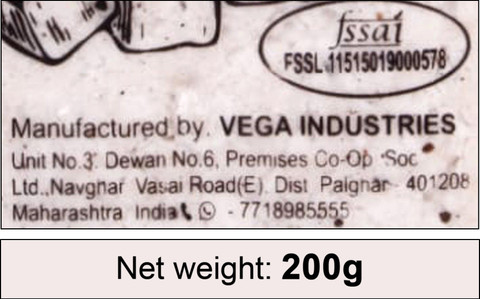 fssai
FSSL 11515019000578
Manufactured by. VEGA INDUSTRIES
Unit No.3, Dewan No.6, Premises Co-Op Soc
Ltd.,Navghar Vasai Road(E). Dist Palghar 401208
Maharashtra India - 7718985555
Net weight: 200g